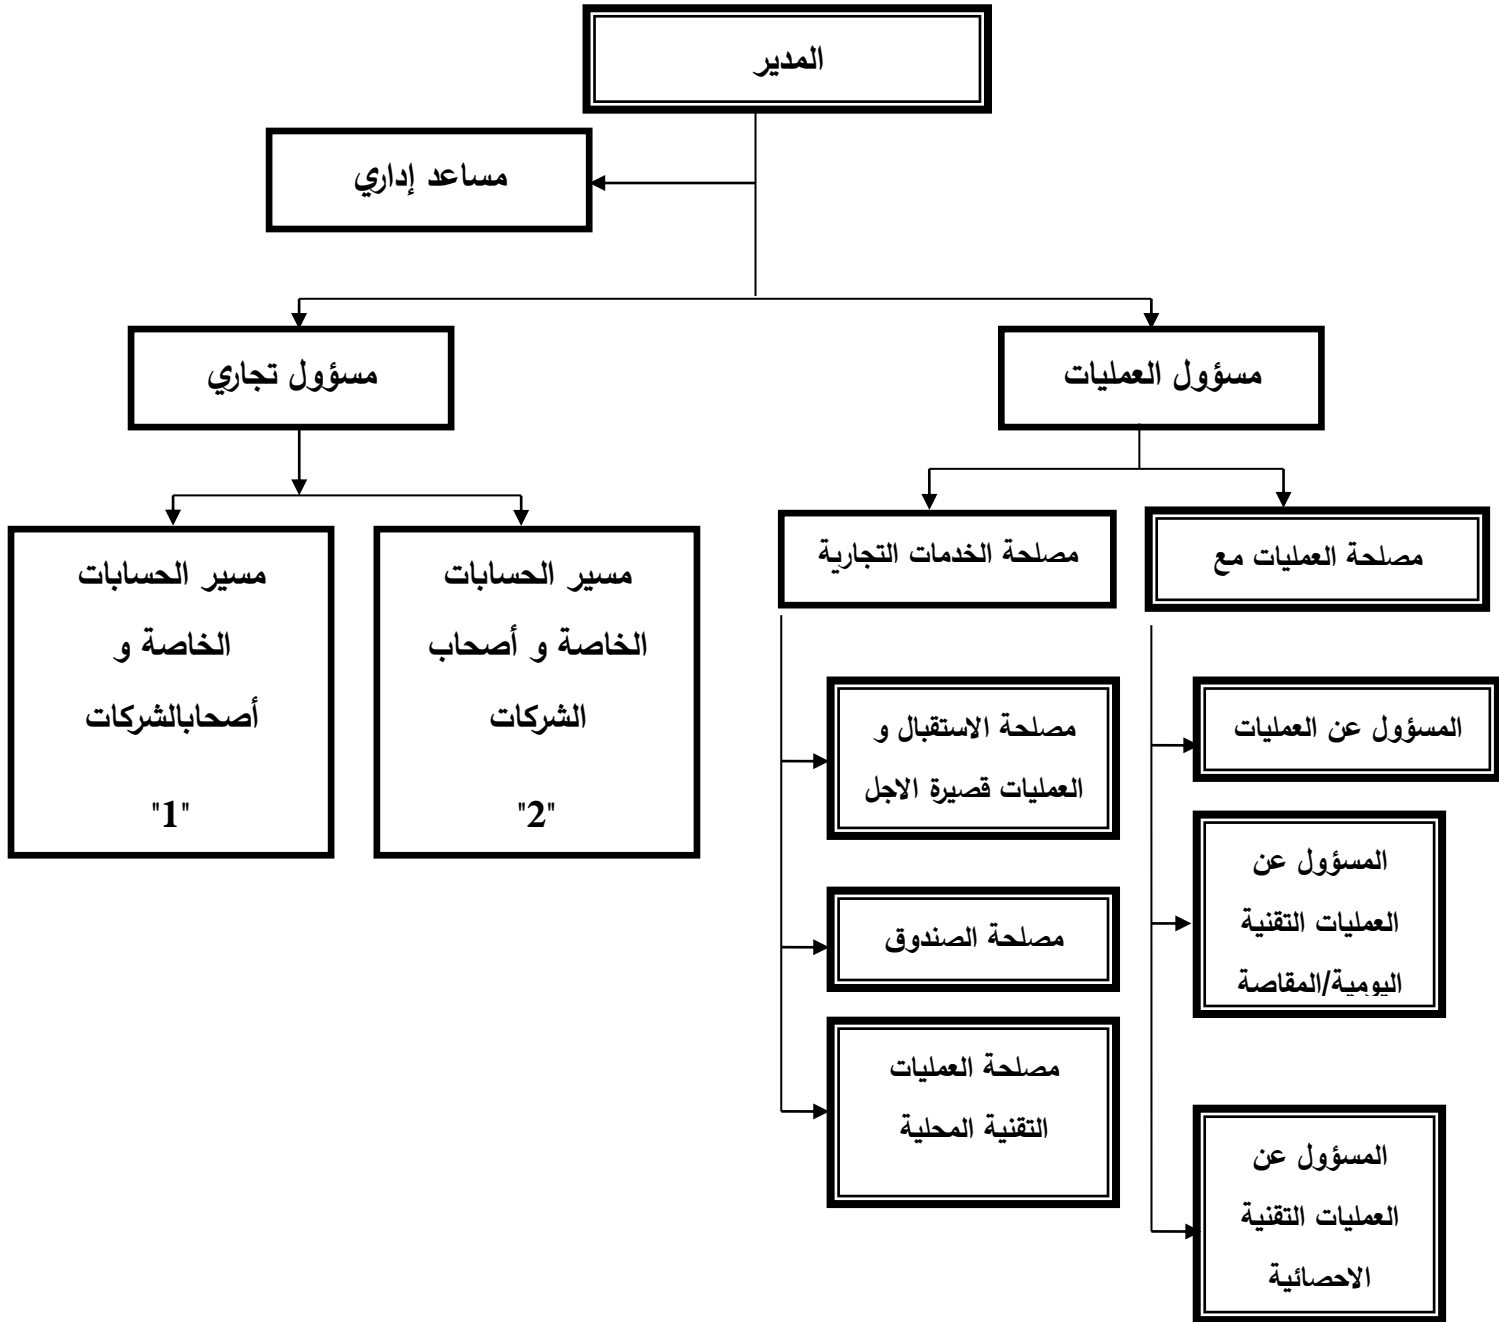 المدير
مساعد إداري
مسؤول العمليات
مسؤول تجاري
مصلحة العمليات مع
مصلحة الخدمات التجارية
مسير الحسابات
الخاصة و أصحاب
الشركات
"2"
مسير الحسابات
الخاصة و
أصحابالشركات
"1"
المسؤول عن العمليات
المسؤول عن
العمليات التقنية
اليومية/المقاصة
المسؤول عن
العمليات التقنية
الاحصائية
مصلحة الاستقبال و
العمليات قصيرة الاجل
مصلحة الصندوق
مصلحة العمليات
التقنية المحلية